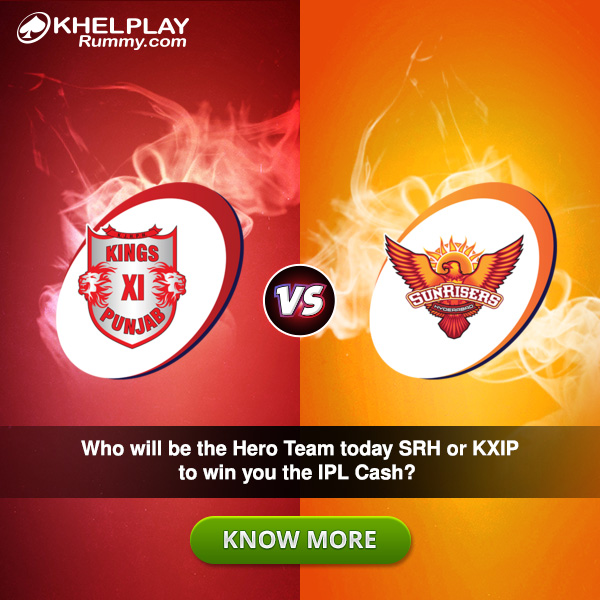 KHELPLAY
Rummy.com
KINGS
XI
PUNJAB
VS
SUNRISERS
HYDERABAD
Who will be the Hero Team today SRH or KXIP
to win you the IPL Cash?
KNOW MORE